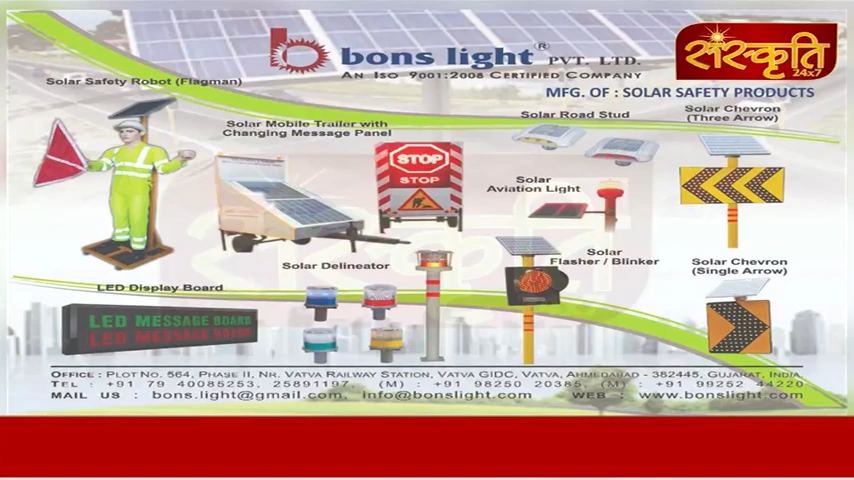 bons light® PVT. LTD.
AN ISO 9001:2008 CERTIFIED COMPANY
संस्कृति
24x7
MFG. OF : SOLAR SAFETY PRODUCTS
Solar Safety Robot (Flagman)
Solar Mobile Trailer with
Changing Message Panel
Solar Road Stud
Solar Chevron
(Three Arrow)
STOP
STOP
Solar
Aviation Light
Solar Delineator
Solar
Flasher / Blinker
Solar Chevron
(Single Arrow)
LED Display Board
LED MESSAGE BOARD
LED MESSAGE BOARD
OFFICE : PLOT NO. 564, PHASE II, NR. VATVA RAILWAY STATION, VATVA GIDC, VATVA, AHMEDABAD - 382445, GUJARAT, INDIA
TEL : +91 79 40085253, 25891197, (M) : +91 98250 20385, (M) : +91 99252 44220
MAIL US : bons.light@gmail.com, info@bonslight.com WEB : www.bonslight.com